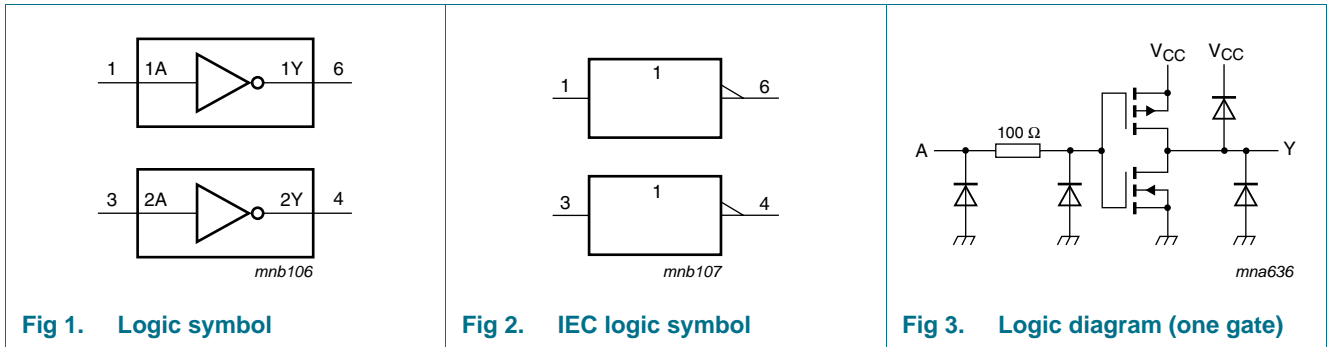 1 1A 1Y 6
3 2A 2Y 4
mnb106
Fig 1. Logic symbol
1
1 6
1
3 4
mnb107
Fig 2. IEC logic symbol
VCC VCC
100 Ω
A Y
mna636
Fig 3. Logic diagram (one gate)